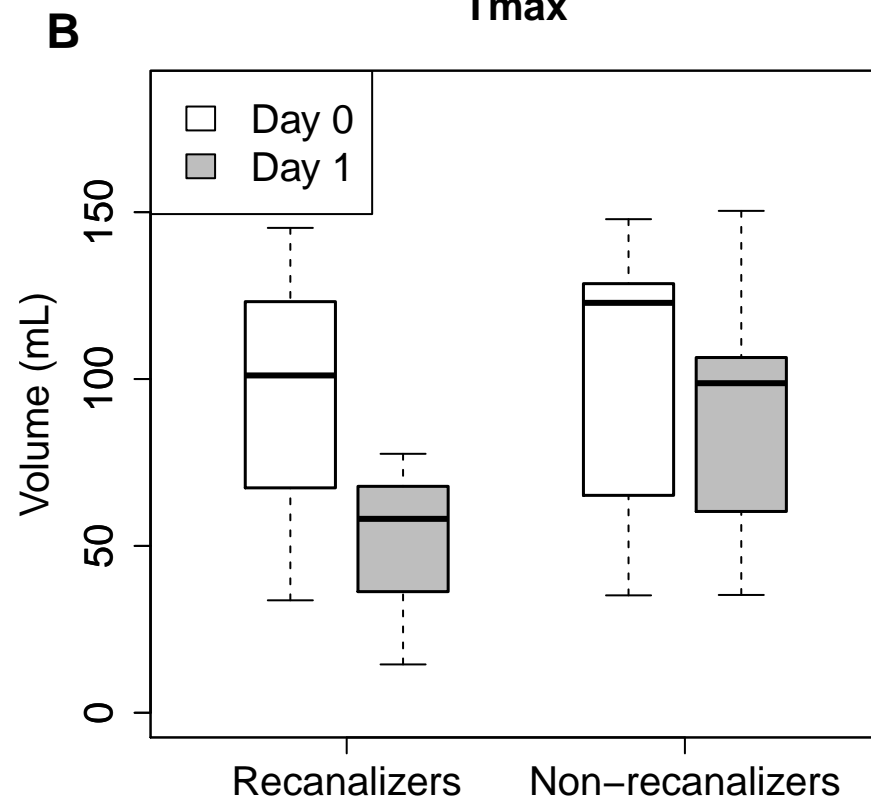 Tmax
B
Day 0
Day 1
150
100
50
0
Volume (mL)
Recanalizers
Non−recanalizers